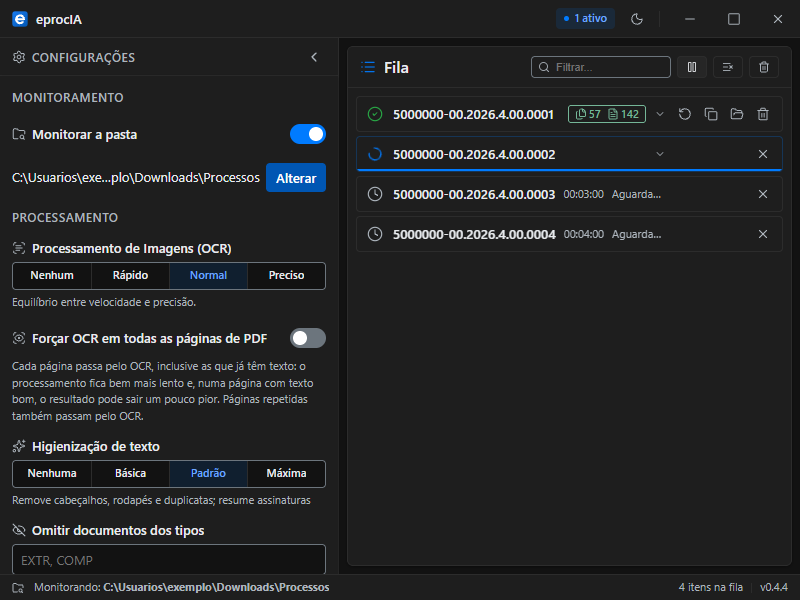 eprocIA
1 ativo
CONFIGURAÇÕES
MONITORAMENTO
Monitorar a pasta
C:\Usuarios\exe...plo\Downloads\Processos
Alterar
PROCESSAMENTO
Processamento de Imagens (OCR)
Nenhum Rápido Normal Preciso
Equilíbrio entre velocidade e precisão.
Forçar OCR em todas as páginas de PDF
Cada página passa pelo OCR, inclusive as que já têm texto: o
processamento fica bem mais lento e, numa página com texto
bom, o resultado pode sair um pouco pior. Páginas repetidas
também passam pelo OCR.
Higienização de texto
Nenhuma Básica Padrão Máxima
Remove cabeçalhos, rodapés e duplicatas; resume assinaturas
Omitir documentos dos tipos
EXTR, COMP
Fila
Filtrar...
5000000-00.2026.4.00.0001 57 142
5000000-00.2026.4.00.0002
5000000-00.2026.4.00.0003 00:03:00 Aguarda...
5000000-00.2026.4.00.0004 00:04:00 Aguarda...
Monitorando: C:\Usuarios\exemplo\Downloads\Processos
4 itens na fila
v0.4.4